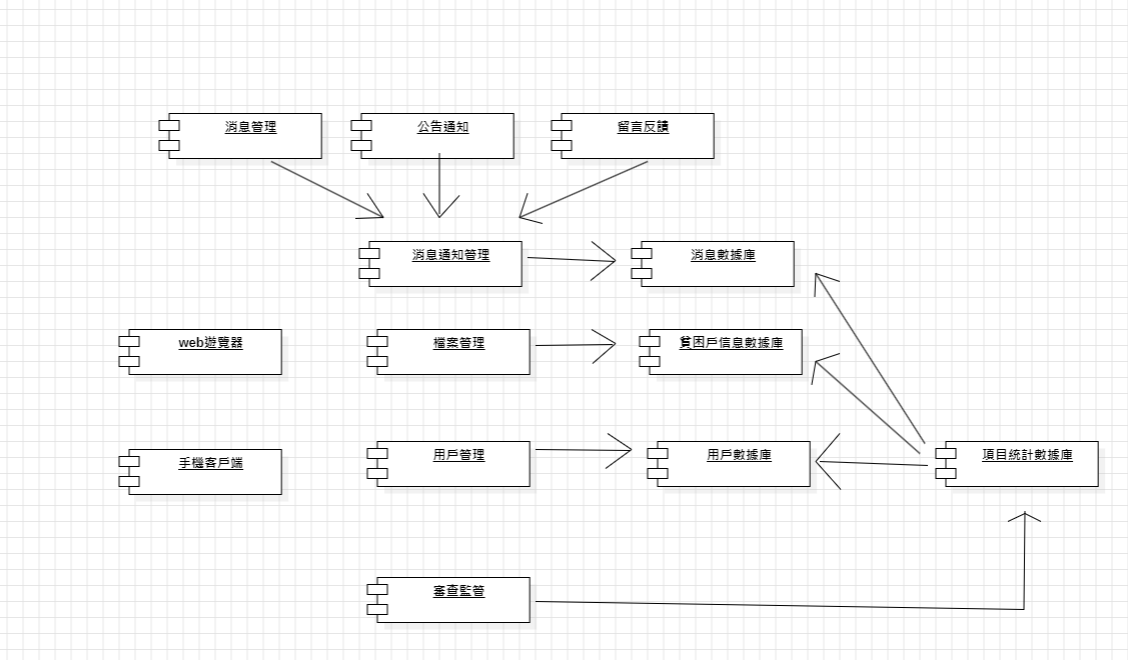 消息管理
公告通知
留言反饋
消息通知管理
消息數據庫
web遊覽器
檔案管理
貧困戶信息數據庫
手機客戶端
用戶管理
用戶數據庫
項目統計數據庫
審查監管